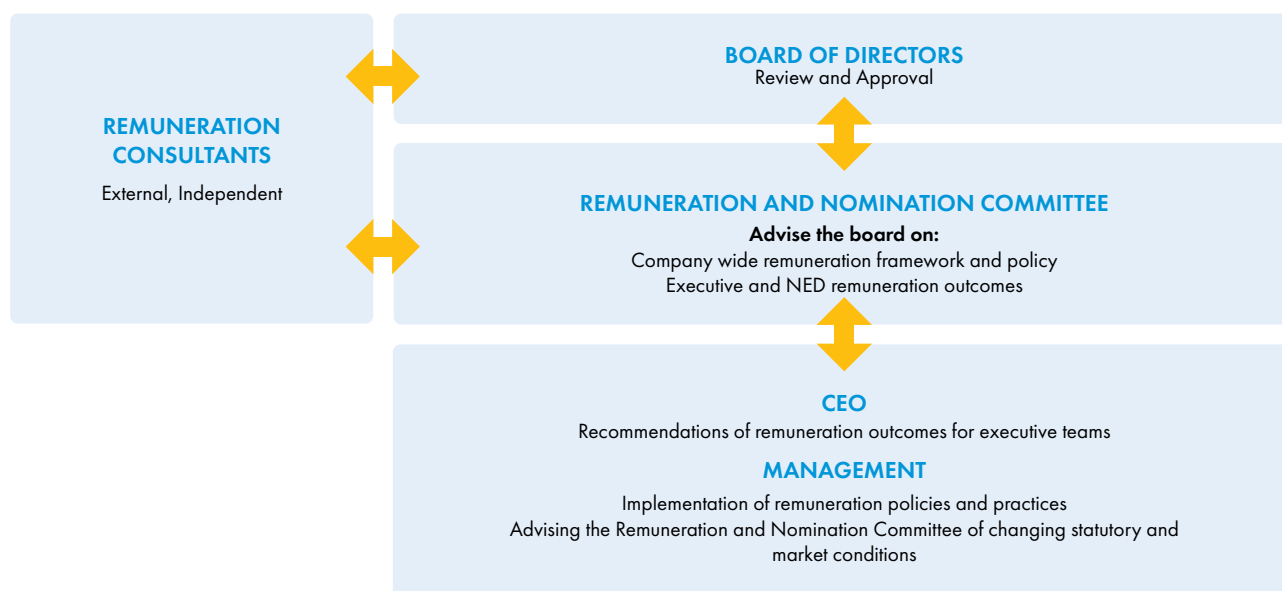 REMUNERATION
CONSULTANTS
External, Independent
BOARD OF DIRECTORS
Review and Approval
REMUNERATION AND NOMINATION COMMITTEE
Advise the board on:
Company wide remuneration framework and policy
Executive and NED remuneration outcomes
CEO
Recommendations of remuneration outcomes for executive teams
MANAGEMENT
Implementation of remuneration policies and practices
Advising the Remuneration and Nomination Committee of changing statutory and
market conditions